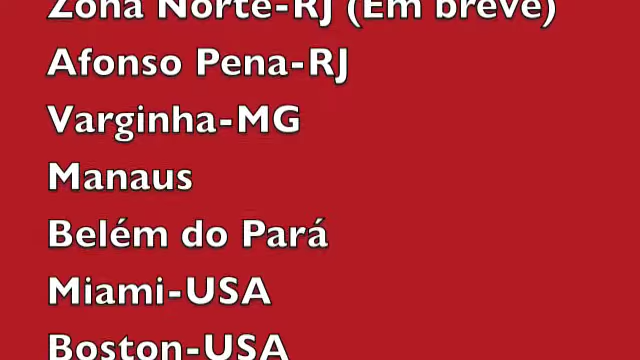 Zona Norte-RJ (Em breve)
Afonso Pena-RJ
Varginha-MG
Manaus
Belém do Pará
Miami-USA
Boston-USA